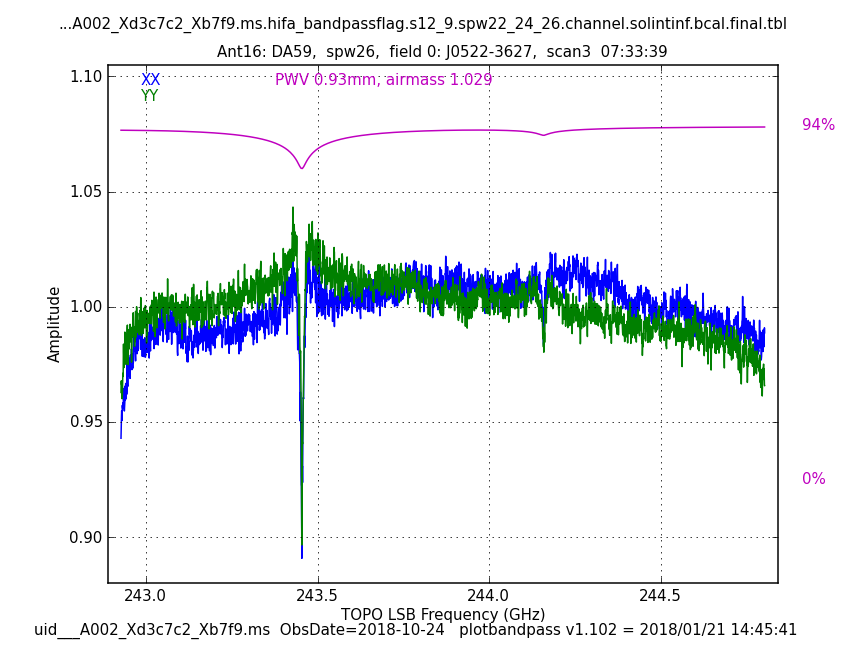 ...A002_Xd3c7c2_Xb7f9.ms.hifa_bandpassflag.s12_9.spw22_24_26.channel.solintinf.bcal.final.tbl
Ant16: DA59, spw26, field 0: J0522-3627, scan3 07:33:39
XX
YY
PWV 0.93mm, airmass 1.029
94%
0%
Amplitude
1.10
1.05
1.00
0.95
0.90
243.0 243.5 244.0 244.5
TOPO LSB Frequency (GHz)
uid___A002_Xd3c7c2_Xb7f9.ms ObsDate=2018-10-24 plotbandpass v1.102 = 2018/01/21 14:45:41